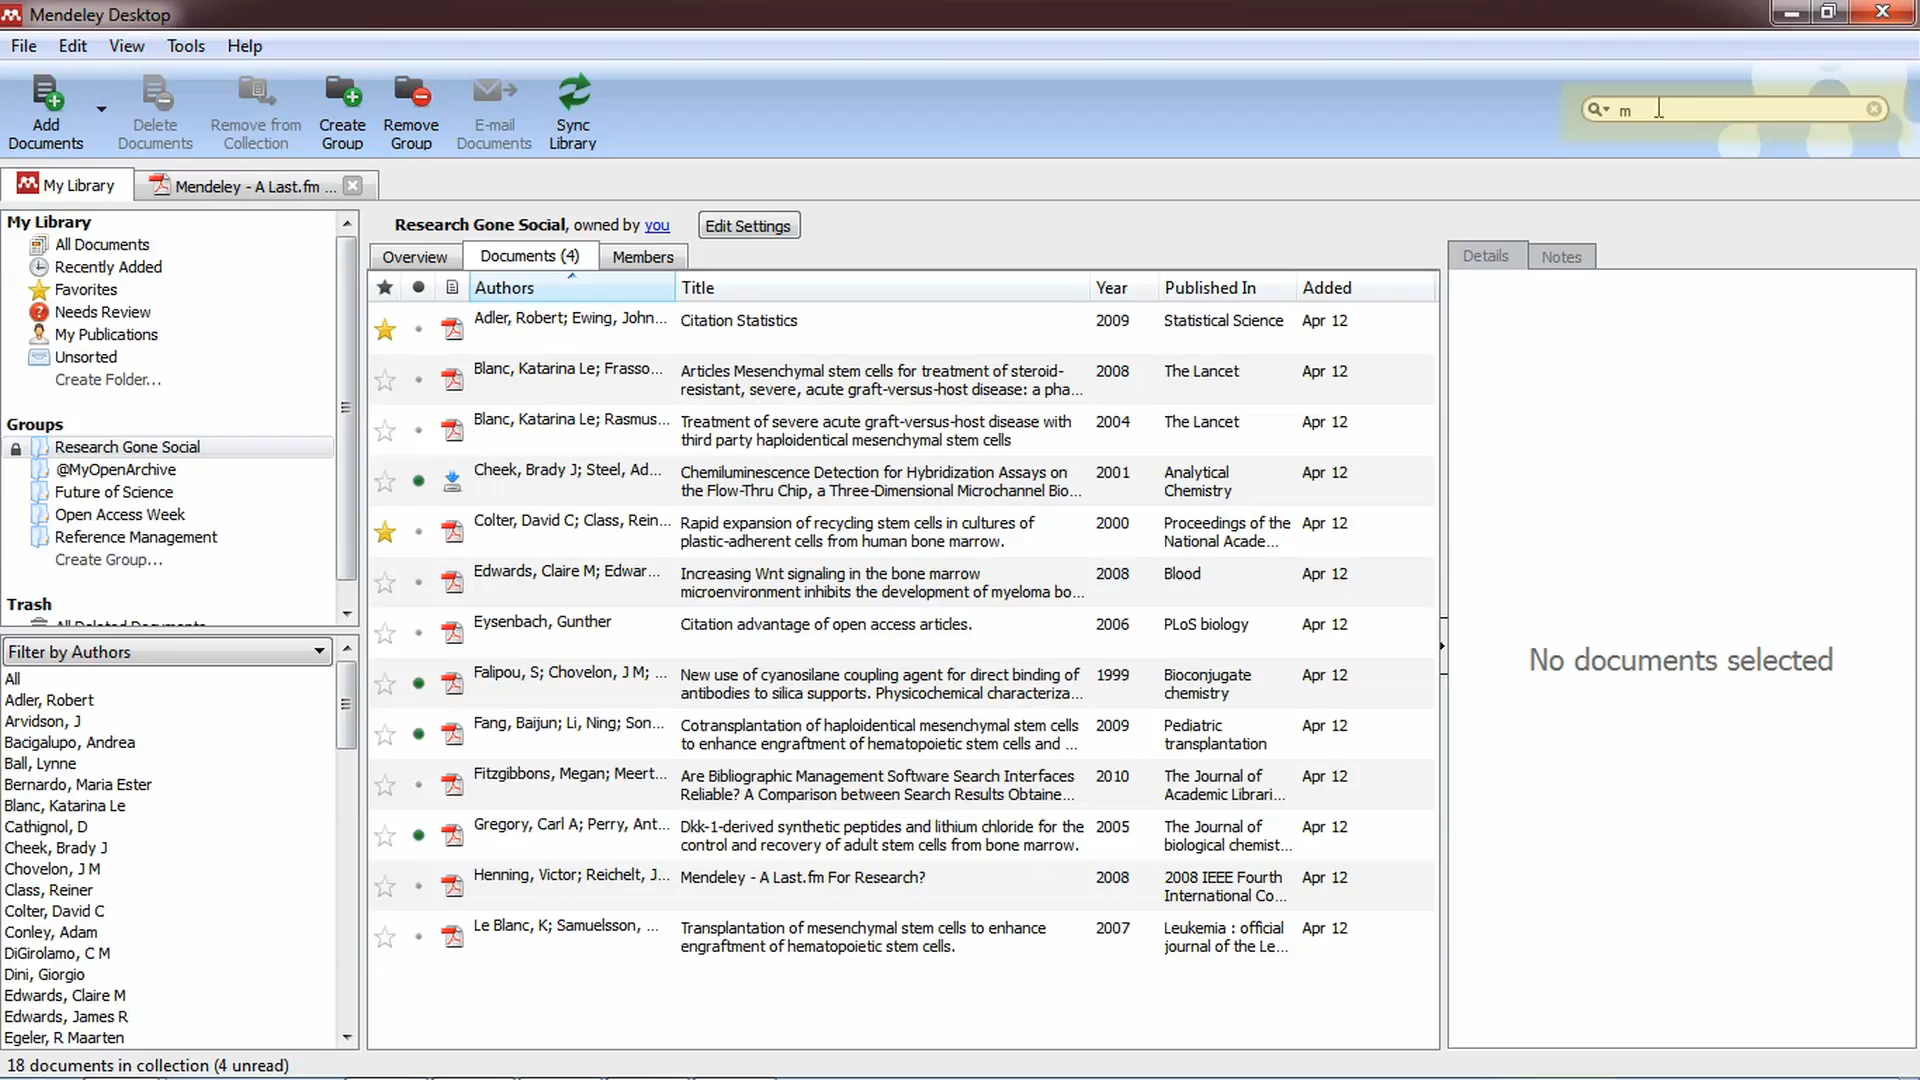 Mendeley Desktop
File Edit View Tools Help
Add Documents
Delete Documents
Remove from Collection
Create Group
Remove Group
E-mail Documents
Sync Library
m
My Library
Mendeley - A Last.fm ...
My Library
All Documents
Recently Added
Favorites
Needs Review
My Publications
Unsorted
Create Folder...
Groups
Research Gone Social
@MyOpenArchive
Future of Science
Open Access Week
Reference Management
Create Group...
Trash
All Deleted Documents
Filter by Authors
All
Adler, Robert
Arvidson, J
Bacigalupo, Andrea
Ball, Lynne
Bernardo, Maria Ester
Blanc, Katarina Le
Cathignol, D
Cheek, Brady J
Chovelon, J M
Class, Reiner
Colter, David C
Conley, Adam
DiGirolamo, C M
Dini, Giorgio
Edwards, Claire M
Edwards, James R
Egeler, R Maarten
Research Gone Social, owned by you Edit Settings
Overview Documents (4) Members
Authors Title Year Published In Added
Adler, Robert; Ewing, John... Citation Statistics 2009 Statistical Science Apr 12
Blanc, Katarina Le; Frasso... Articles Mesenchymal stem cells for treatment of steroid- 2008 The Lancet Apr 12
resistant, severe, acute graft-versus-host disease: a pha...
Blanc, Katarina Le; Rasmus... Treatment of severe acute graft-versus-host disease with 2004 The Lancet Apr 12
third party haploidentical mesenchymal stem cells
Cheek, Brady J; Steel, Ad... Chemiluminescence Detection for Hybridization Assays on 2001 Analytical Apr 12
the Flow-Thru Chip, a Three-Dimensional Microchannel Bio... Chemistry
Colter, David C; Class, Rein... Rapid expansion of recycling stem cells in cultures of 2000 Proceedings of the Apr 12
plastic-adherent cells from human bone marrow. National Acade...
Edwards, Claire M; Edwar... Increasing Wnt signaling in the bone marrow 2008 Blood Apr 12
microenvironment inhibits the development of myeloma bo...
Eysenbach, Gunther Citation advantage of open access articles. 2006 PLoS biology Apr 12
Falipou, S; Chovelon, J M; ... New use of cyanosilane coupling agent for direct binding of 1999 Bioconjugate Apr 12
antibodies to silica supports. Physicochemical characteriza... chemistry
Fang, Baijun; Li, Ning; Son... Cotransplantation of haploidentical mesenchymal stem cells 2009 Pediatric Apr 12
to enhance engraftment of hematopoietic stem cells and ... transplantation
Fitzgibbons, Megan; Meert... Are Bibliographic Management Software Search Interfaces 2010 The Journal of Apr 12
Reliable? A Comparison between Search Results Obtaine... Academic Librari...
Gregory, Carl A; Perry, Ant... Dkk-1-derived synthetic peptides and lithium chloride for the 2005 The Journal of Apr 12
control and recovery of adult stem cells from bone marrow. biological chemist...
Henning, Victor; Reichelt, J... Mendeley - A Last.fm For Research? 2008 2008 IEEE Fourth Apr 12
International Co...
Le Blanc, K; Samuelsson, ... Transplantation of mesenchymal stem cells to enhance 2007 Leukemia : official Apr 12
engraftment of hematopoietic stem cells. journal of the Le...
Details Notes
No documents selected
18 documents in collection (4 unread)